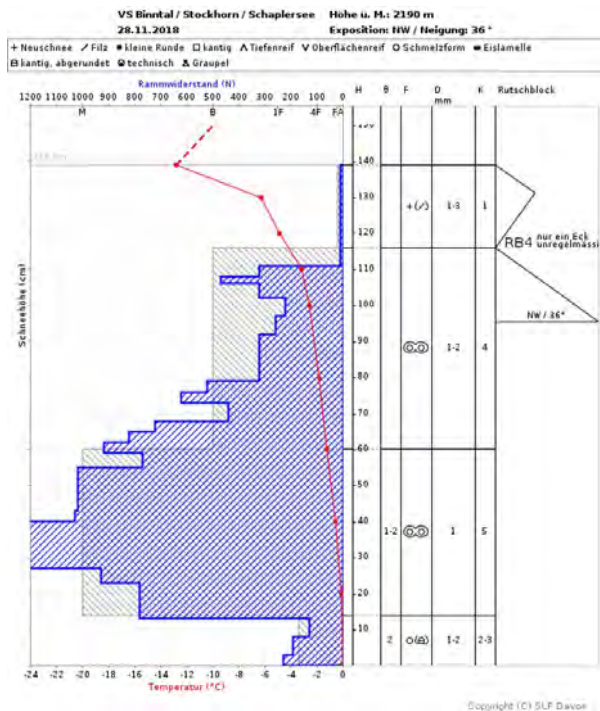 VS Binntal / Stockhorn / Schaplersee Höhe ü. M.: 2190 m
28.11.2018 Exposition: NW / Neigung: 36 °
+ Neuschnee / Filz kleine Runde kantig Tiefenreif V Oberflächenreif O Schmelzform Eislamelle
kantig, abgerundet technisch Graupel
Rammwiderstand (N)
1200 1100 1000 900 800 700 600 500 400 300 200 100 0 H θ F D K Rutschblock
mm
M B 1F 4F FA
150
140
130 + (/) 1-3 1
120
RB4 nur ein Eck
unregelmässi
110
100
NW / 36°
90 1-2 4
80
70
60
50
40 1-2 1 5
30
20
10 2 1-2 2-3
Schneehöhe (cm)
-24 -22 -20 -18 -16 -14 -12 -10 -8 -6 -4 -2 0
Temperatur (°C)
Copyright (C) SLF Davos